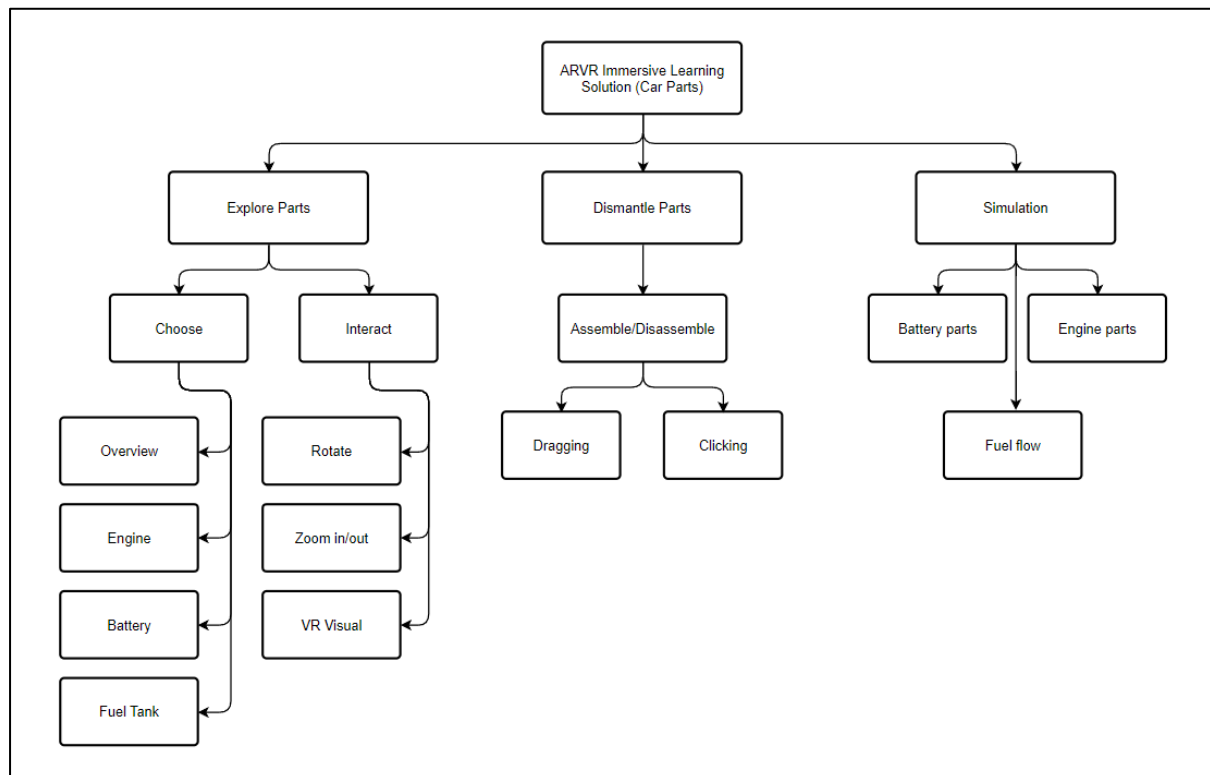 ARVR Immersive Learning
Solution (Car Parts)
Explore Parts
Dismantle Parts
Simulation
Choose
Interact
Assemble/Disassemble
Battery parts
Engine parts
Overview
Rotate
Dragging
Clicking
Fuel flow
Engine
Zoom in/out
Battery
VR Visual
Fuel Tank